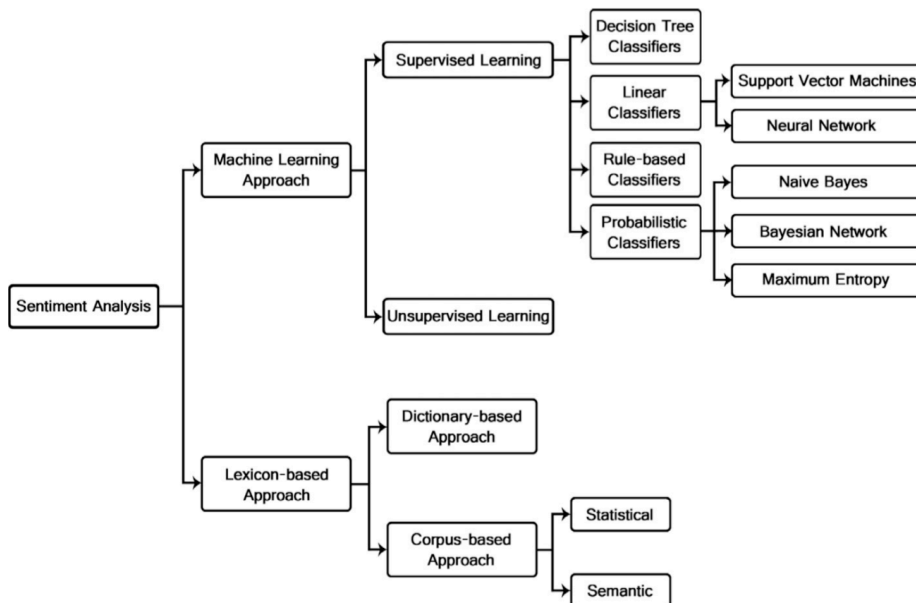 Decision Tree
Classifiers
Supervised Learning
Linear
Classifiers
Support Vector Machines
Neural Network
Machine Learning
Approach
Rule-based
Classifiers
Naive Bayes
Probabilistic
Classifiers
Bayesian Network
Maximum Entropy
Sentiment Analysis
Unsupervised Learning
Dictionary-based
Approach
Lexicon-based
Approach
Statistical
Corpus-based
Approach
Semantic